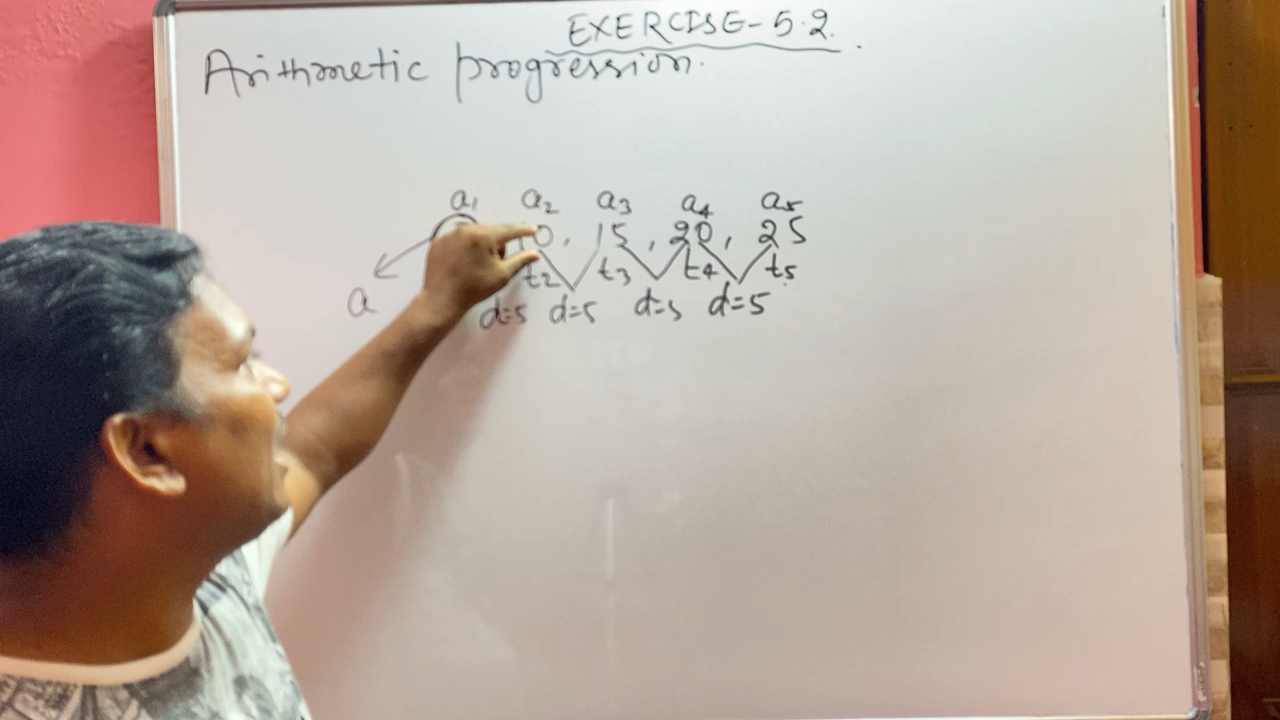 EXERCISE-5.2.
Arithmetic progression.
a1 a2 a3 a4 a5
10, 15, 20, 25
t2 t3 t4 t5
a d=5 d=5 d=5 d=5